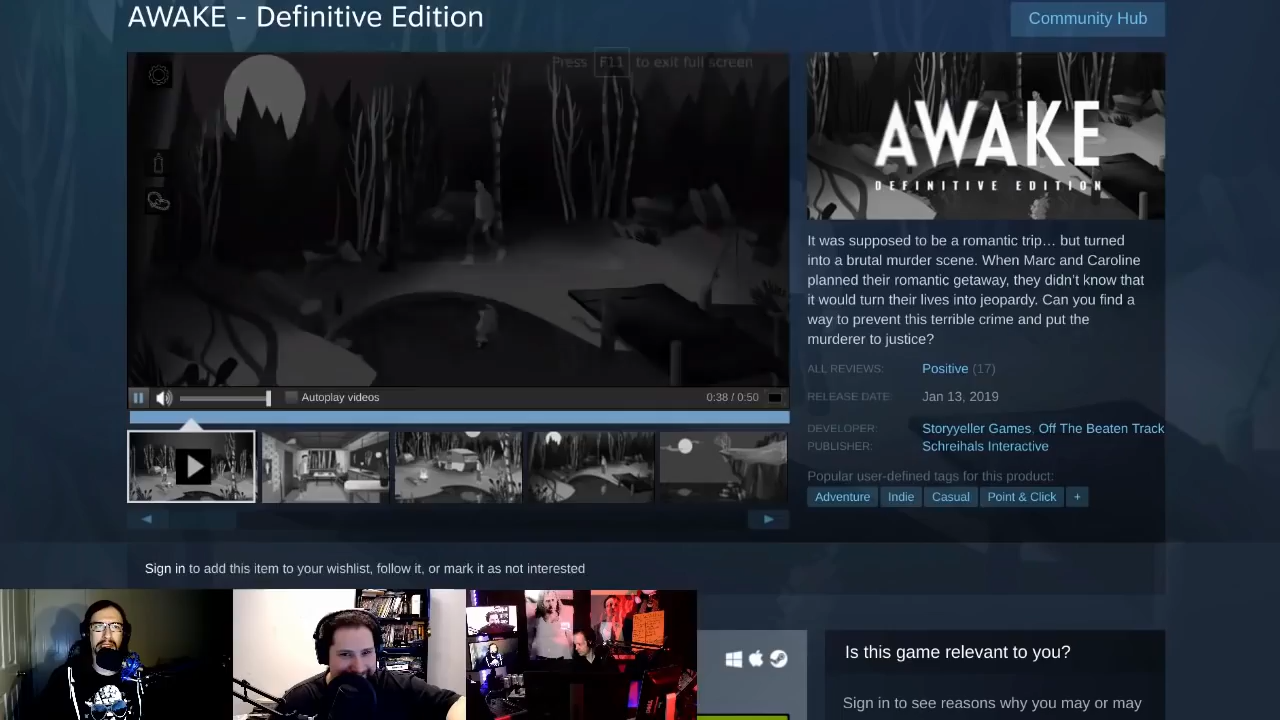 AWAKE - Definitive Edition
Community Hub
Press F11 to exit full screen
AWAKE
DEFINITIVE EDITION
It was supposed to be a romantic trip… but turned
into a brutal murder scene. When Marc and Caroline
planned their romantic getaway, they didn’t know that
it would turn their lives into jeopardy. Can you find a
way to prevent this terrible crime and put the
murderer to justice?
ALL REVIEWS: Positive (17)
RELEASE DATE: Jan 13, 2019
DEVELOPER: Storyyeller Games, Off The Beaten Track
PUBLISHER: Schreihals Interactive
Popular user-defined tags for this product:
Adventure Indie Casual Point & Click +
Autoplay videos 0:38 / 0:50
Sign in to add this item to your wishlist, follow it, or mark it as not interested
Is this game relevant to you?
Sign in to see reasons why you may or may